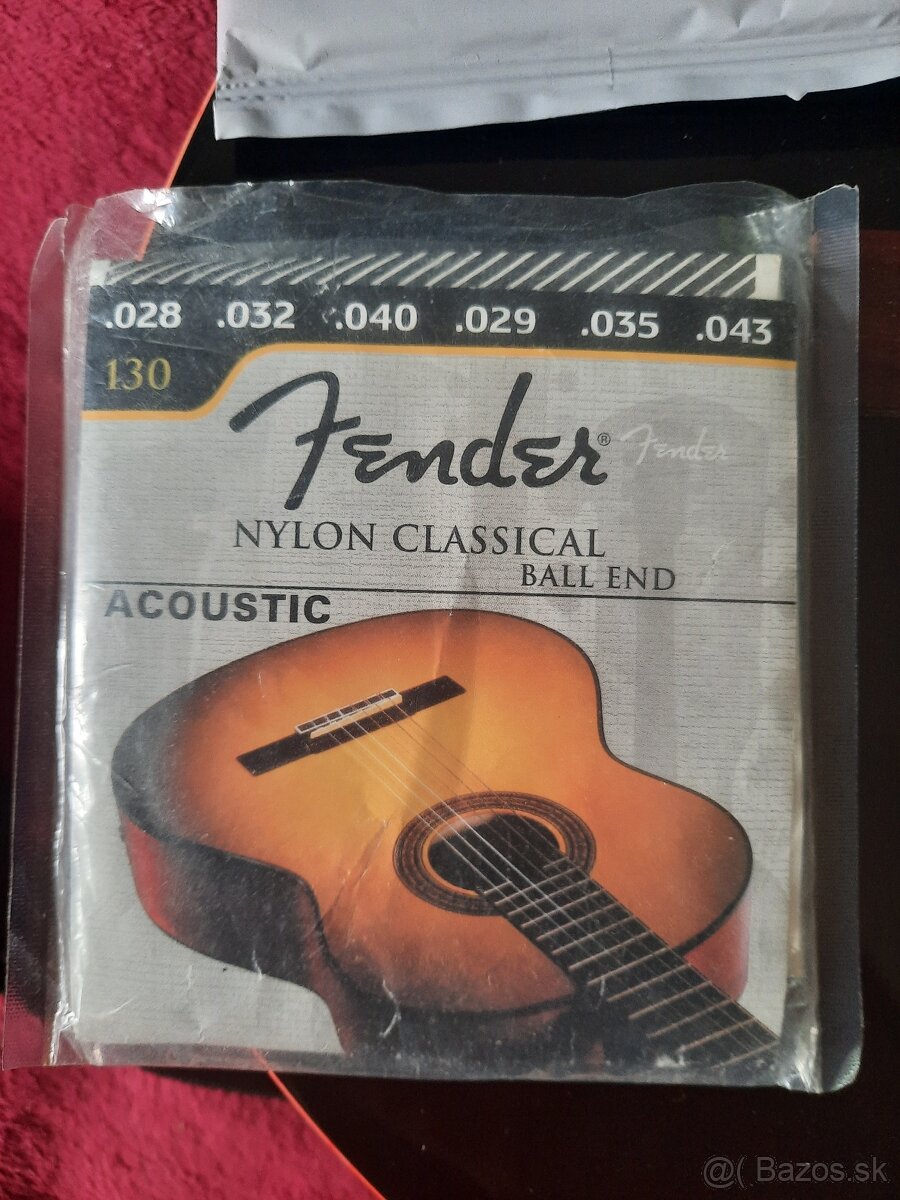 .028 .032 .040 .029 .035 .043
130
Fender®
Fender
NYLON CLASSICAL
BALL END
ACOUSTIC
@( Bazos.sk